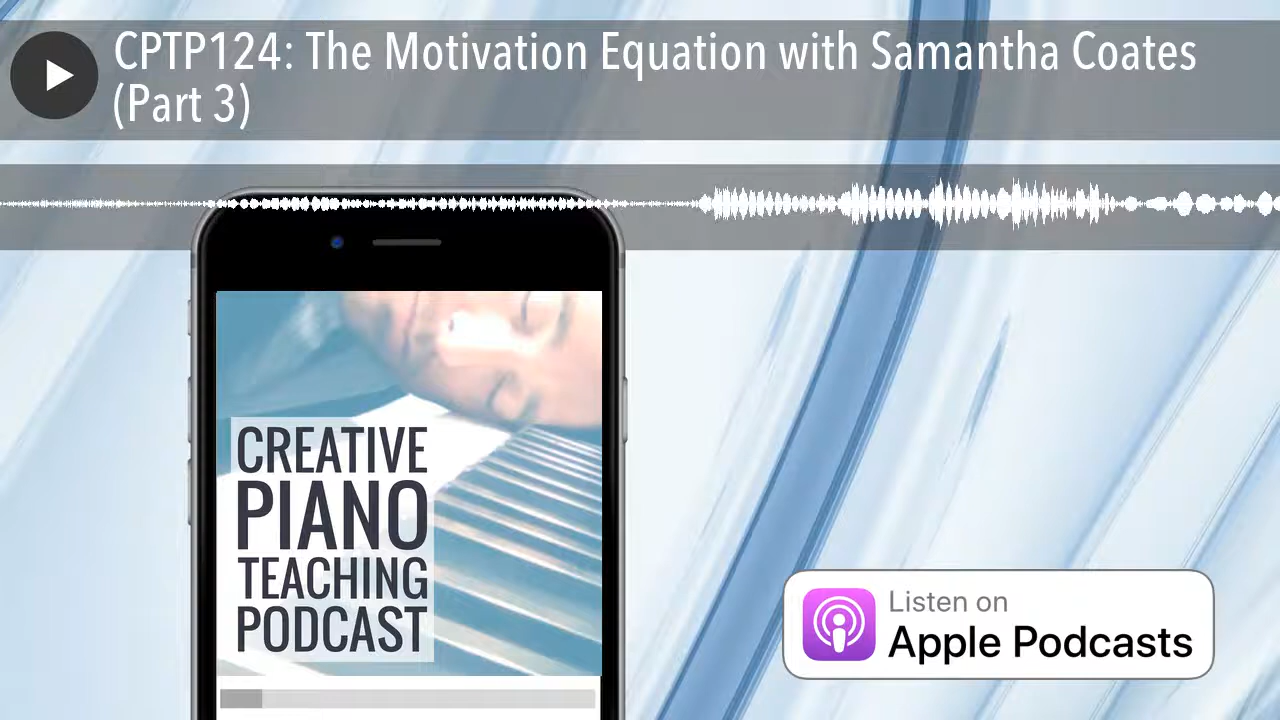 CPTP124: The Motivation Equation with Samantha Coates
(Part 3)
CREATIVE
PIANO
TEACHING
PODCAST
Listen on
Apple Podcasts